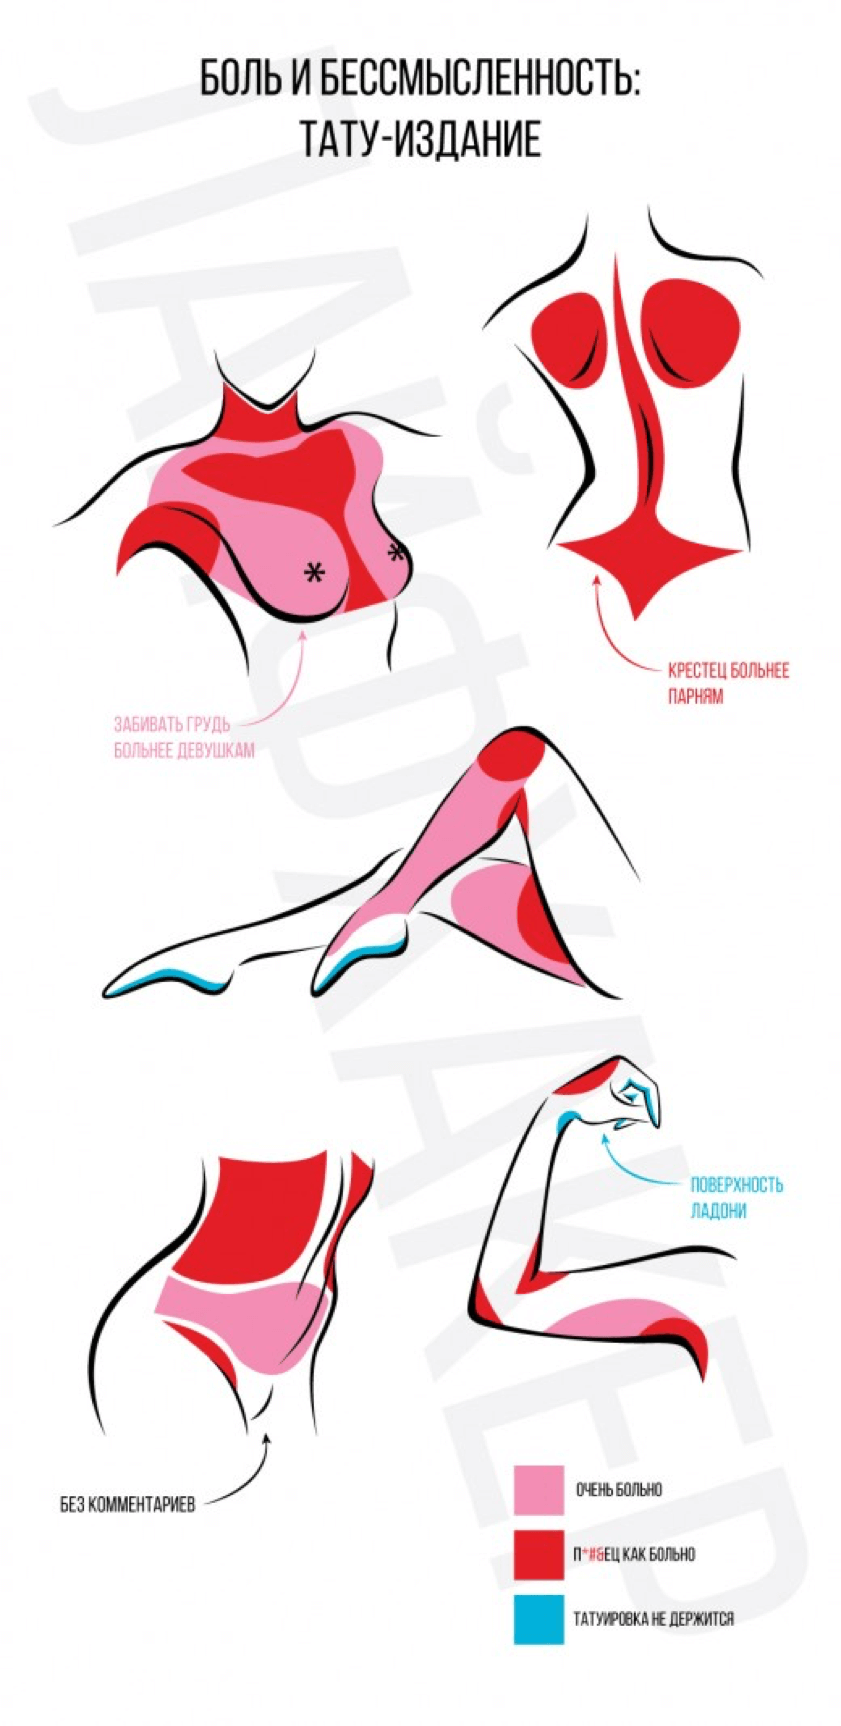 БОЛЬ И БЕССМЫСЛЕННОСТЬ:
ТАТУ-ИЗДАНИЕ
КРЕСТЕЦ БОЛЬНЕЕ
ПАРНЯМ
ЗАБИВАТЬ ГРУДЬ
БОЛЬНЕЕ ДЕВУШКАМ
ПОВЕРХНОСТЬ
ЛАДОНИ
БЕЗ КОММЕНТАРИЕВ
ОЧЕНЬ БОЛЬНО
П*#&ЕЦ КАК БОЛЬНО
ТАТУИРОВКА НЕ ДЕРЖИТСЯ
ЛАЙФХАКЕР